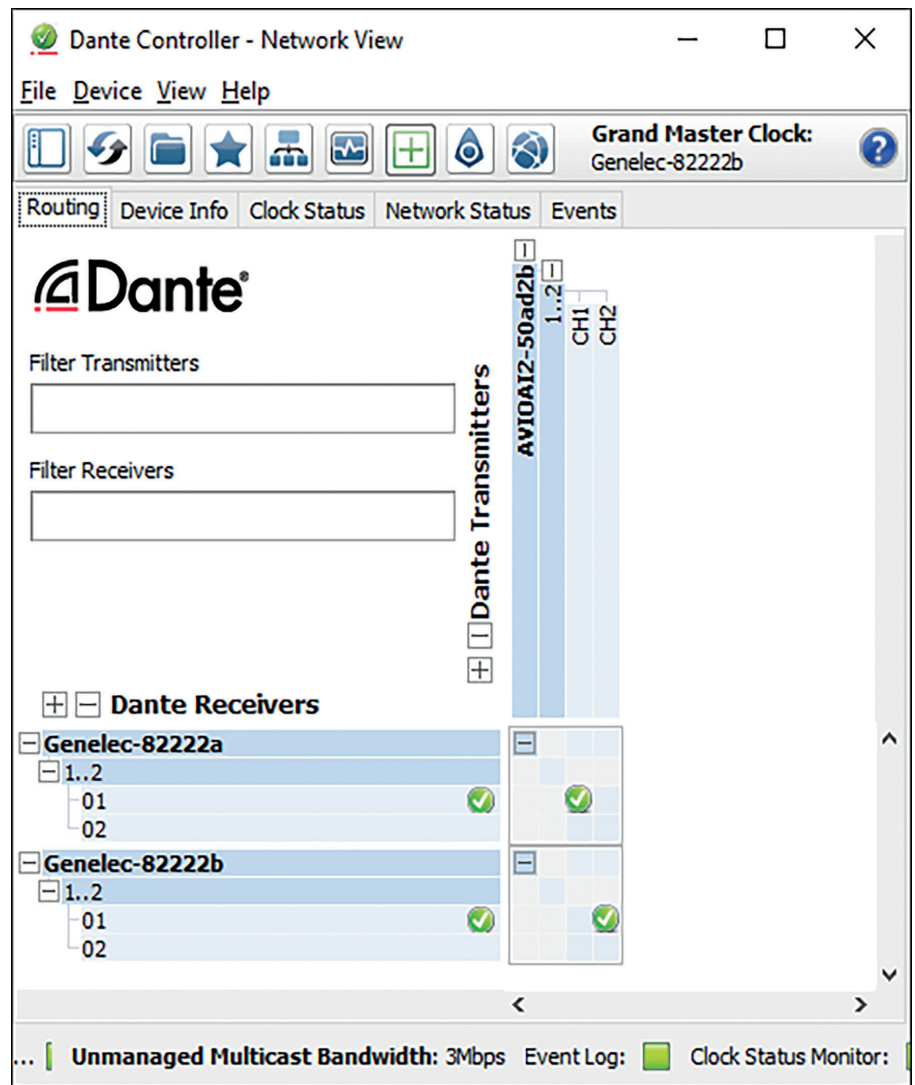 Dante Controller - Network View
File Device View Help
Grand Master Clock:
Genelec-82222b
Routing Device Info Clock Status Network Status Events
Dante®
Filter Transmitters
Filter Receivers
Dante Transmitters
AVIOAI2-50ad2b
1..2
CH1
CH2
Dante Receivers
Genelec-82222a
1..2
01
02
Genelec-82222b
1..2
01
02
... Unmanaged Multicast Bandwidth: 3Mbps Event Log: Clock Status Monitor: